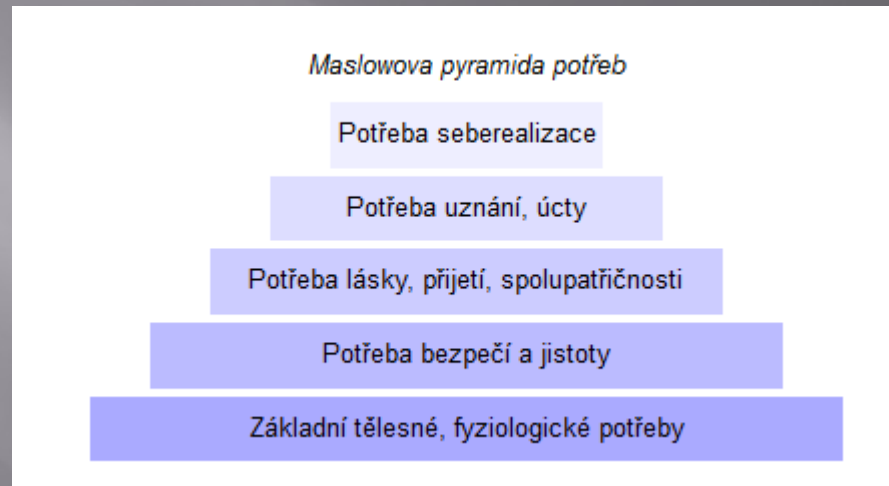 Maslowova pyramida potřeb
Potřeba seberealizace
Potřeba uznání, úcty
Potřeba lásky, přijetí, spolupatřičnosti
Potřeba bezpečí a jistoty
Základní tělesné, fyziologické potřeby